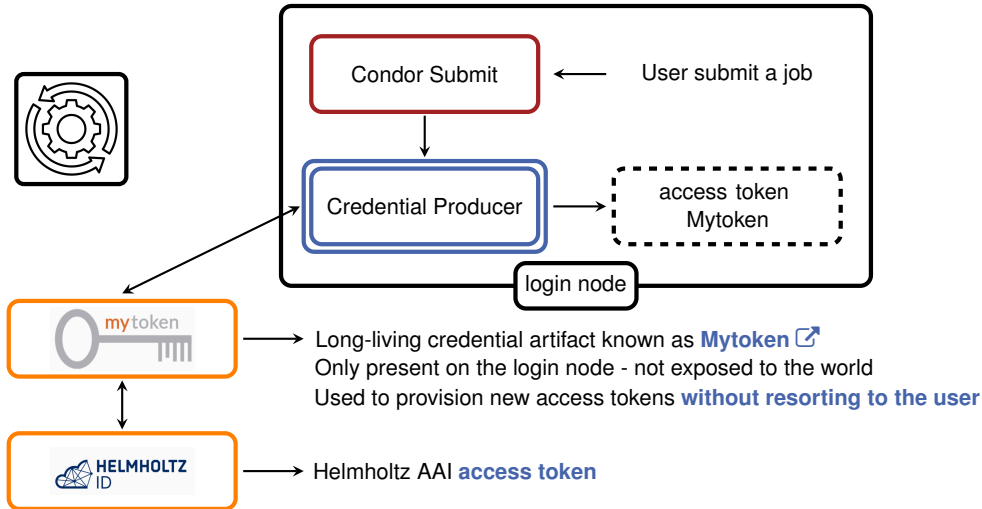 Condor Submit
User submit a job
Credential Producer
access token
Mytoken
login node
mytoken
Long-living credential artifact known as Mytoken
Only present on the login node - not exposed to the world
Used to provision new access tokens without resorting to the user
HELMHOLTZ
ID
Helmholtz AAI access token